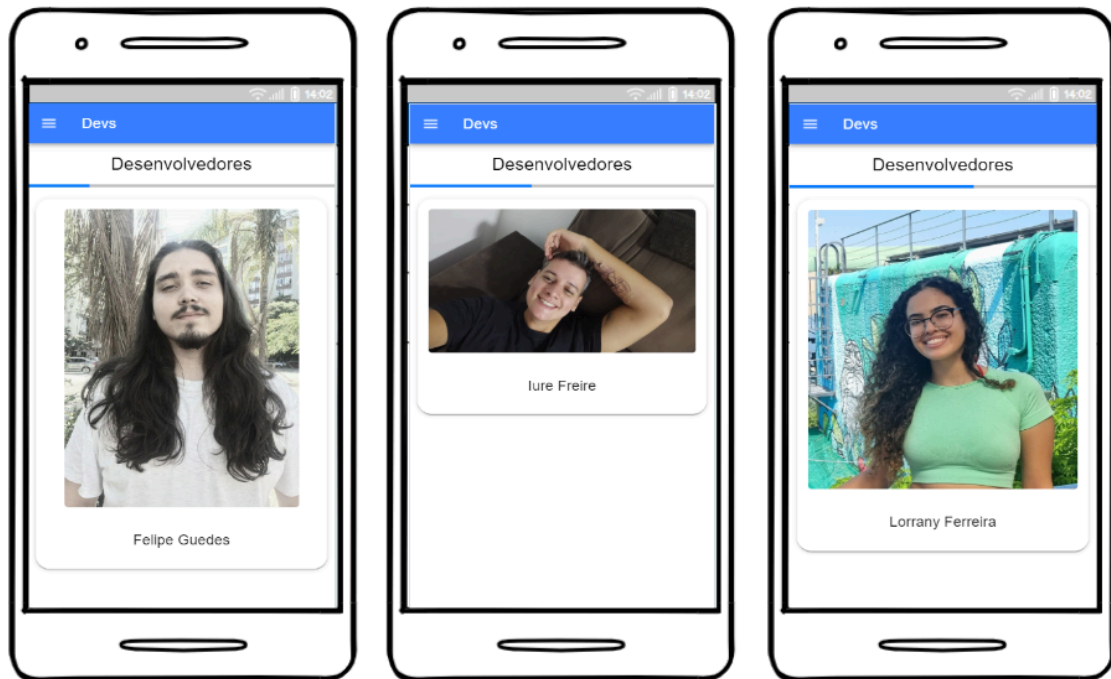 14:02
Devs
Desenvolvedores
Felipe Guedes
14:02
Devs
Desenvolvedores
Iure Freire
14:02
Devs
Desenvolvedores
Lorrany Ferreira